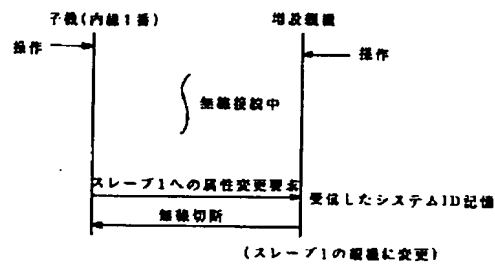 子機(内線1番)
増設親機
操作
操作
無線接続中
スレーブ1への属性変更要求
受信したシステムID記憶
無線切断
(スレーブ1の親機に変更)